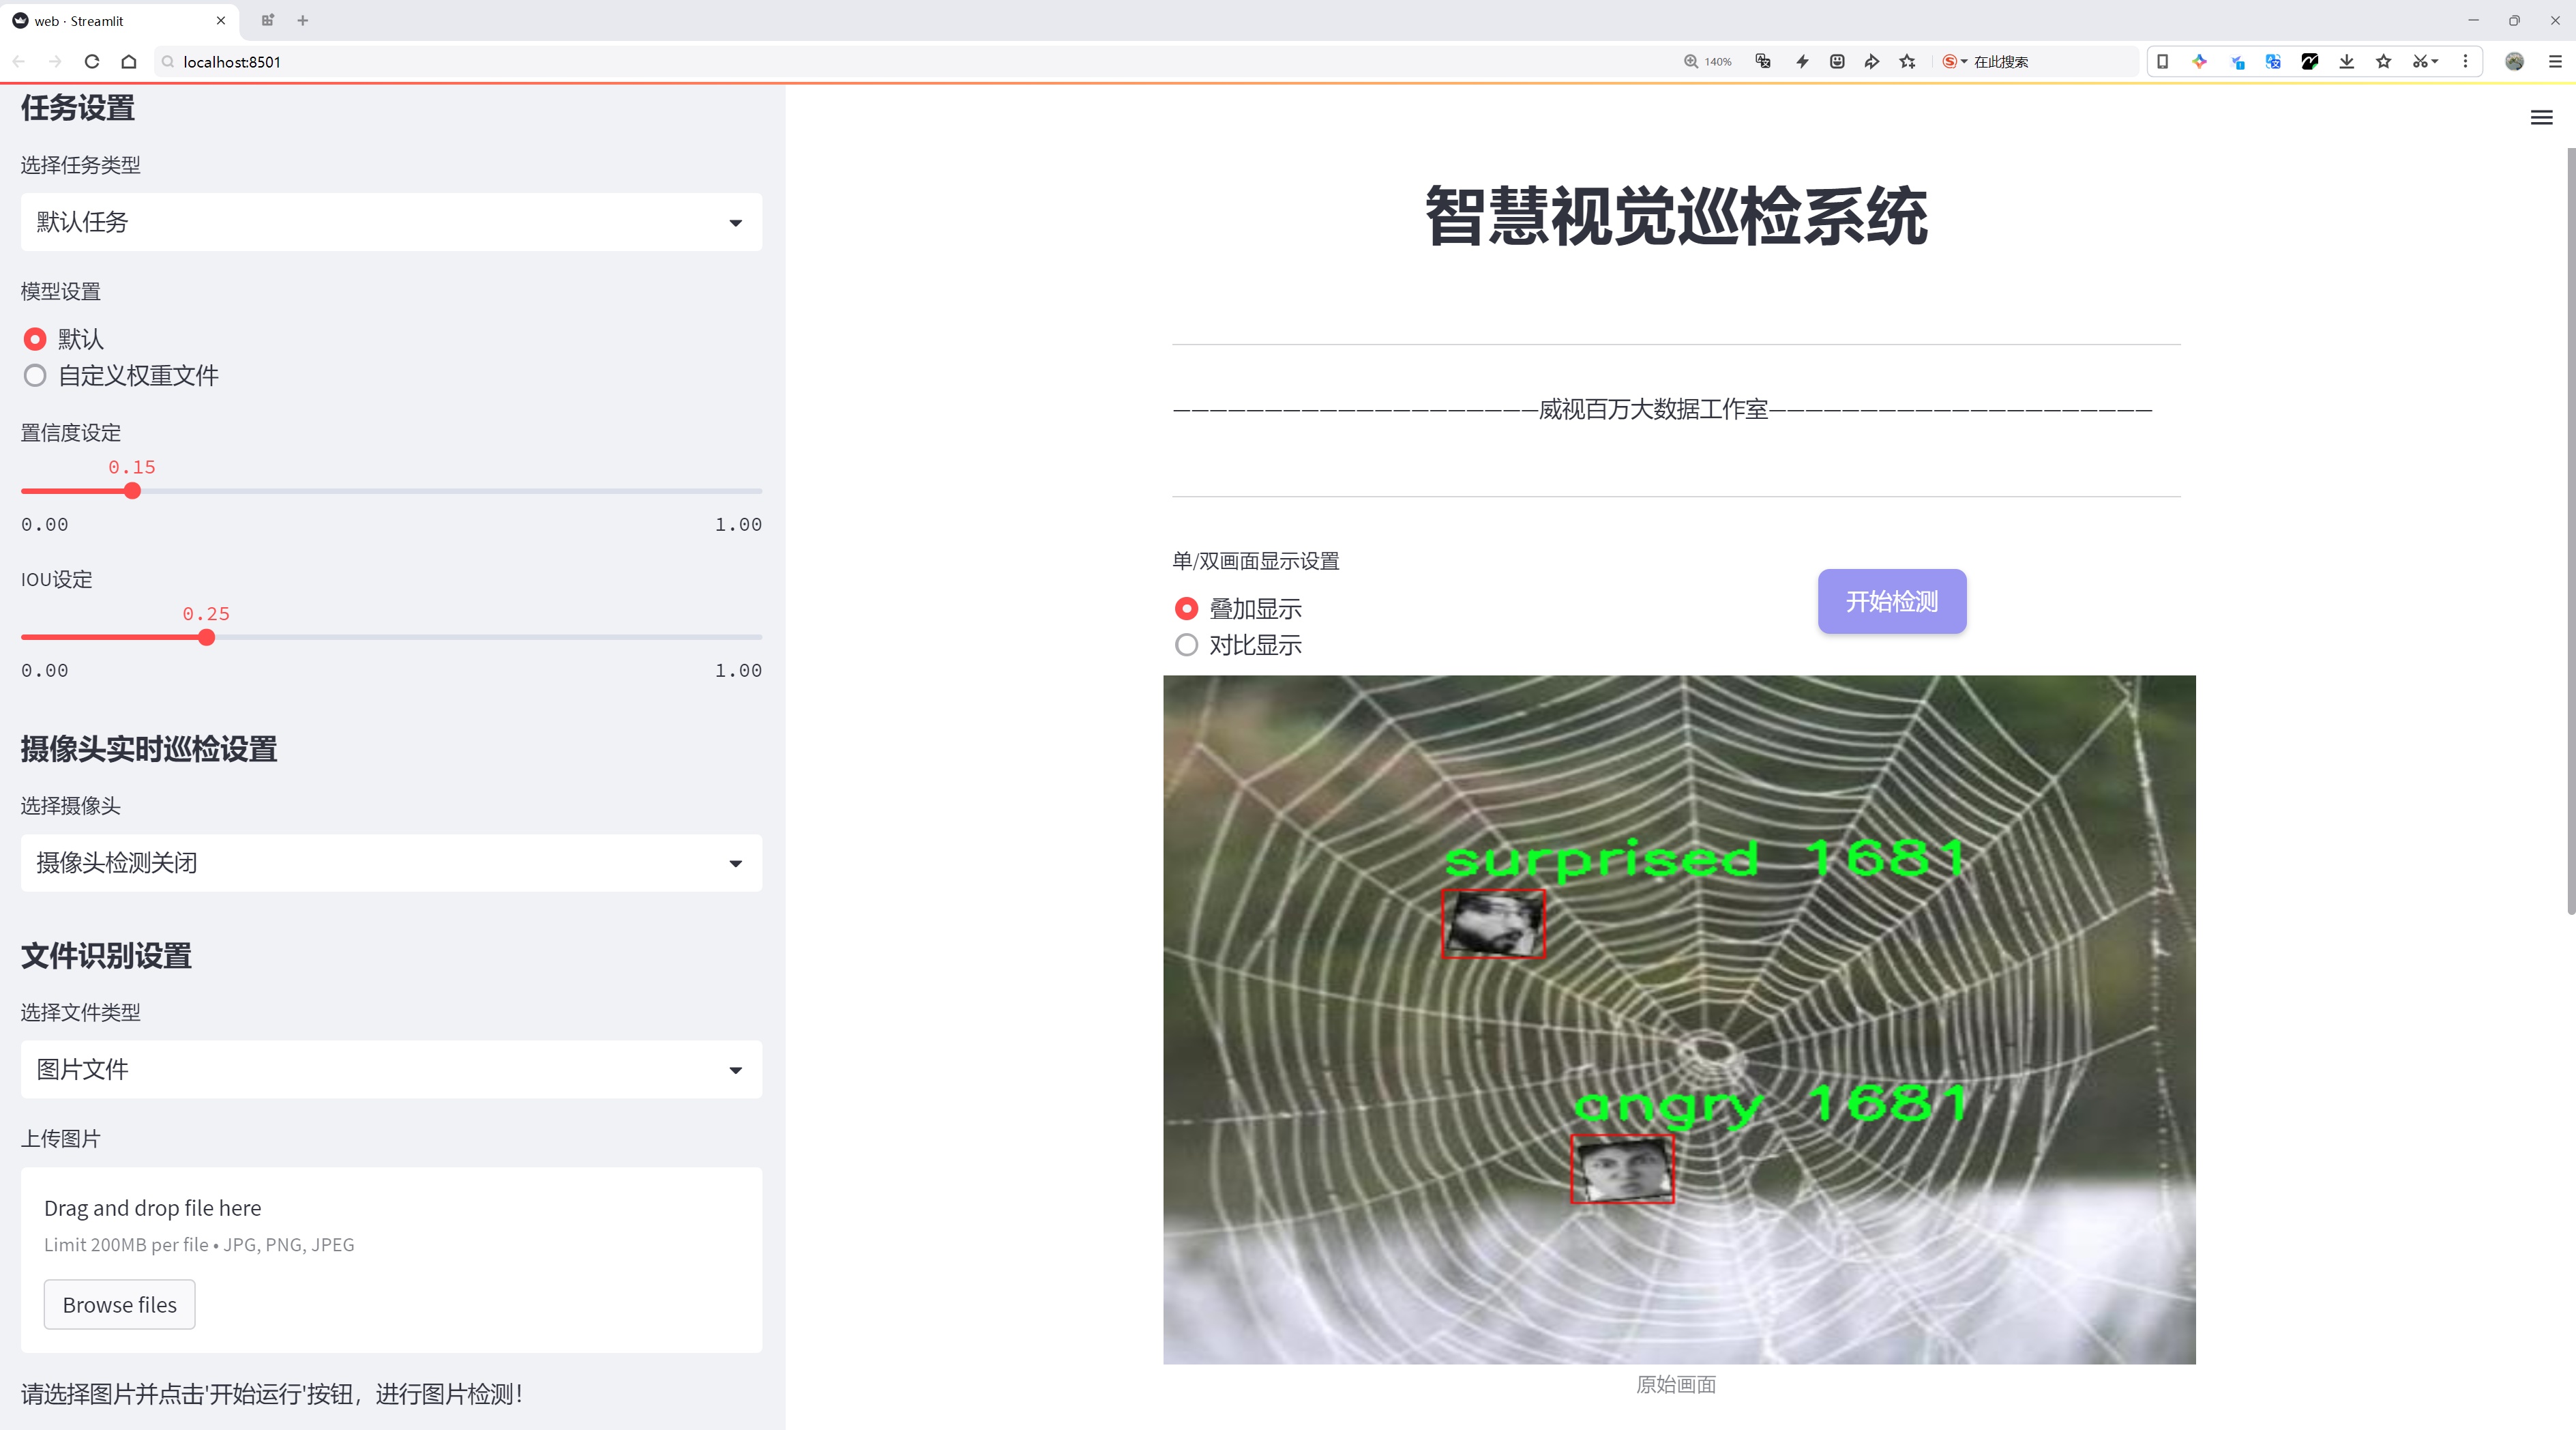 web · Streamlit
localhost:8501
140%
在此搜索
任务设置
选择任务类型
默认任务
模型设置
默认
自定义权重文件
置信度设定
0.15
0.00
1.00
IOU设定
0.25
0.00
1.00
摄像头实时巡检设置
选择摄像头
摄像头检测关闭
文件识别设置
选择文件类型
图片文件
上传图片
Drag and drop file here
Limit 200MB per file • JPG, PNG, JPEG
Browse files
请选择图片并点击'开始运行'按钮，进行图片检测！
智慧视觉巡检系统
————————————————————威视百万大数据工作室—————————————————————
单/双画面显示设置
叠加显示
对比显示
开始检测
surprised 1681
angry 1681
原始画面